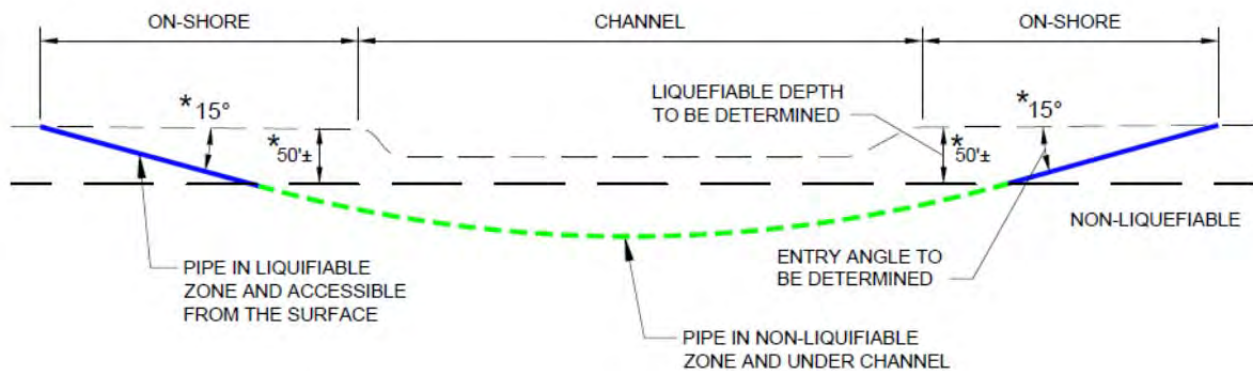 ON-SHORE
CHANNEL
ON-SHORE
*15°
*50'±
LIQUEFIABLE DEPTH
TO BE DETERMINED
*15°
*50'±
NON-LIQUEFIABLE
PIPE IN LIQUIFIABLE
ZONE AND ACCESSIBLE
FROM THE SURFACE
ENTRY ANGLE TO
BE DETERMINED
PIPE IN NON-LIQUIFIABLE
ZONE AND UNDER CHANNEL